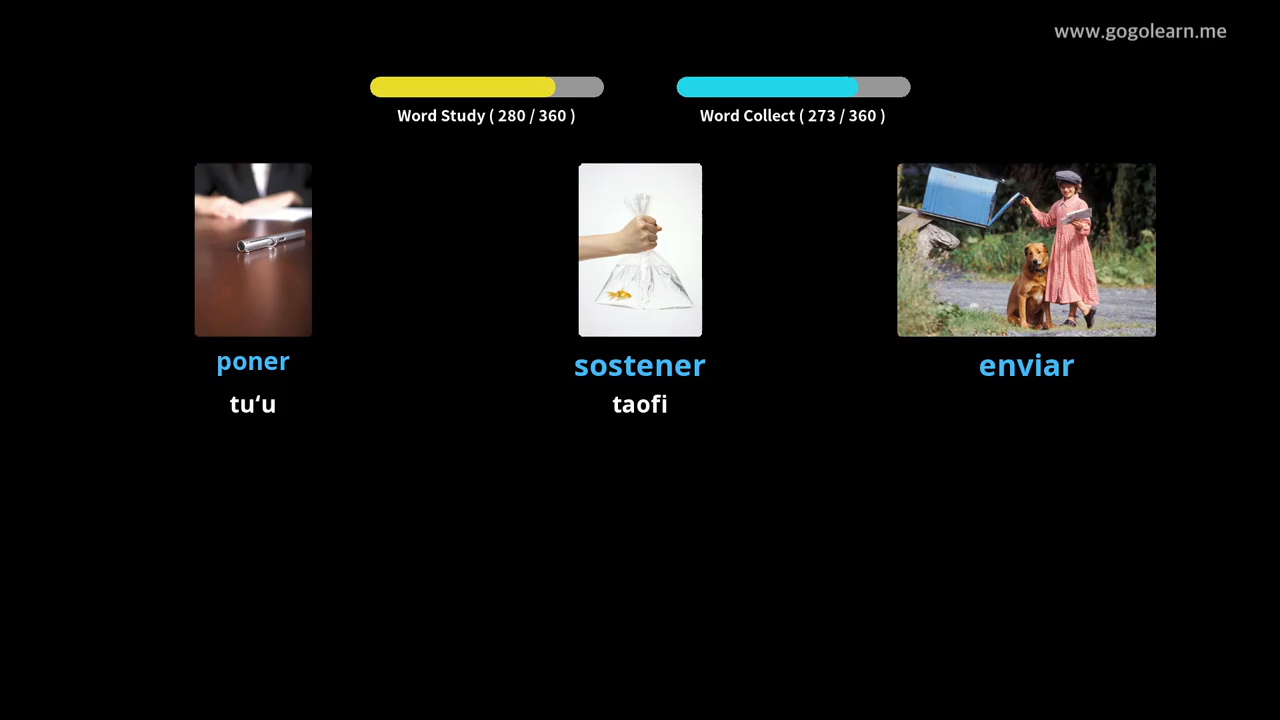 www.gogolearn.me
Word Study ( 280 / 360 )
Word Collect ( 273 / 360 )
poner
tuʻu
sostener
taofi
enviar